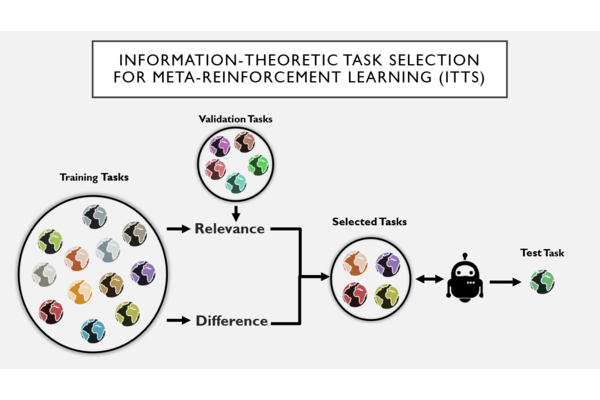 INFORMATION-THEORETIC TASK SELECTION
FOR META-REINFORCEMENT LEARNING (ITTS)
Validation Tasks
Training Tasks
Relevance
Selected Tasks
Test Task
Difference